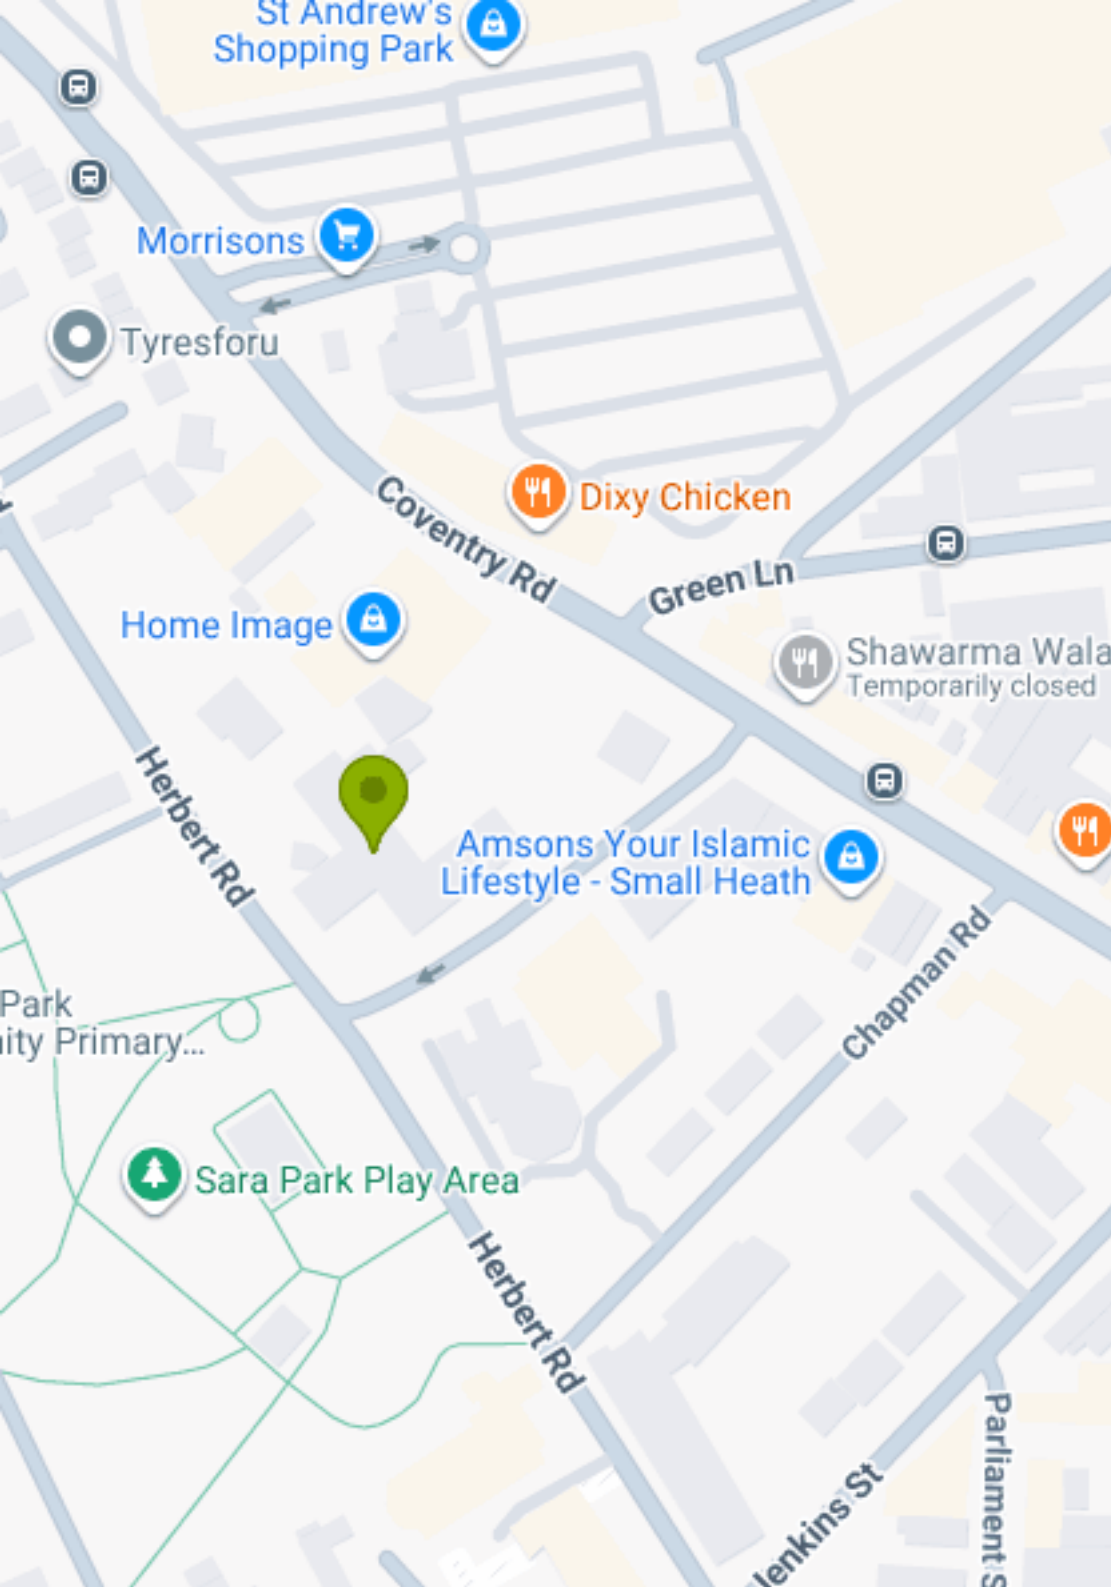 St Andrew's
Shopping Park
Morrisons
Tyresforu
Coventry Rd
Dixy Chicken
Green Ln
Home Image
Shawarma Wala
Temporarily closed
Herbert Rd
Amsons Your Islamic
Lifestyle - Small Heath
Chapman Rd
Park
nity Primary...
Sara Park Play Area
Herbert Rd
Jenkins St
Parliament S